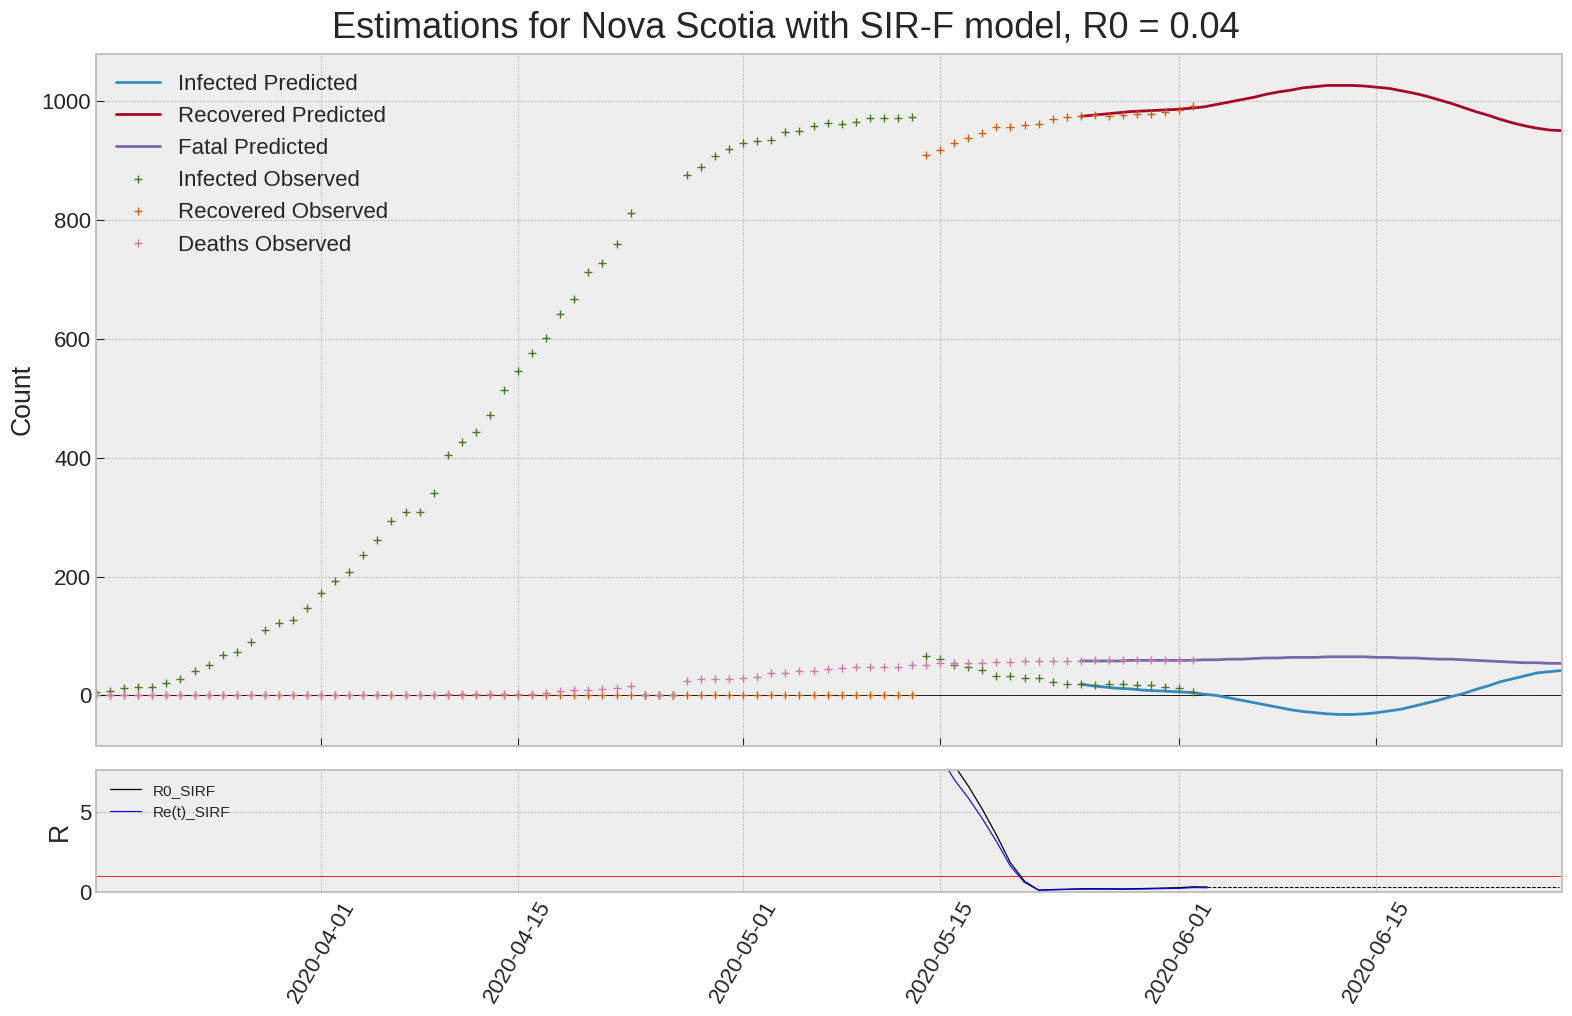 Estimations for Nova Scotia with SIR-F model, R0 = 0.04
Infected Predicted
Recovered Predicted
Fatal Predicted
Infected Observed
Recovered Observed
Deaths Observed
1000
800
600
400
200
0
Count
R0_SIRF
Re(t)_SIRF
5
0
R
2020-04-01
2020-04-15
2020-05-01
2020-05-15
2020-06-01
2020-06-15